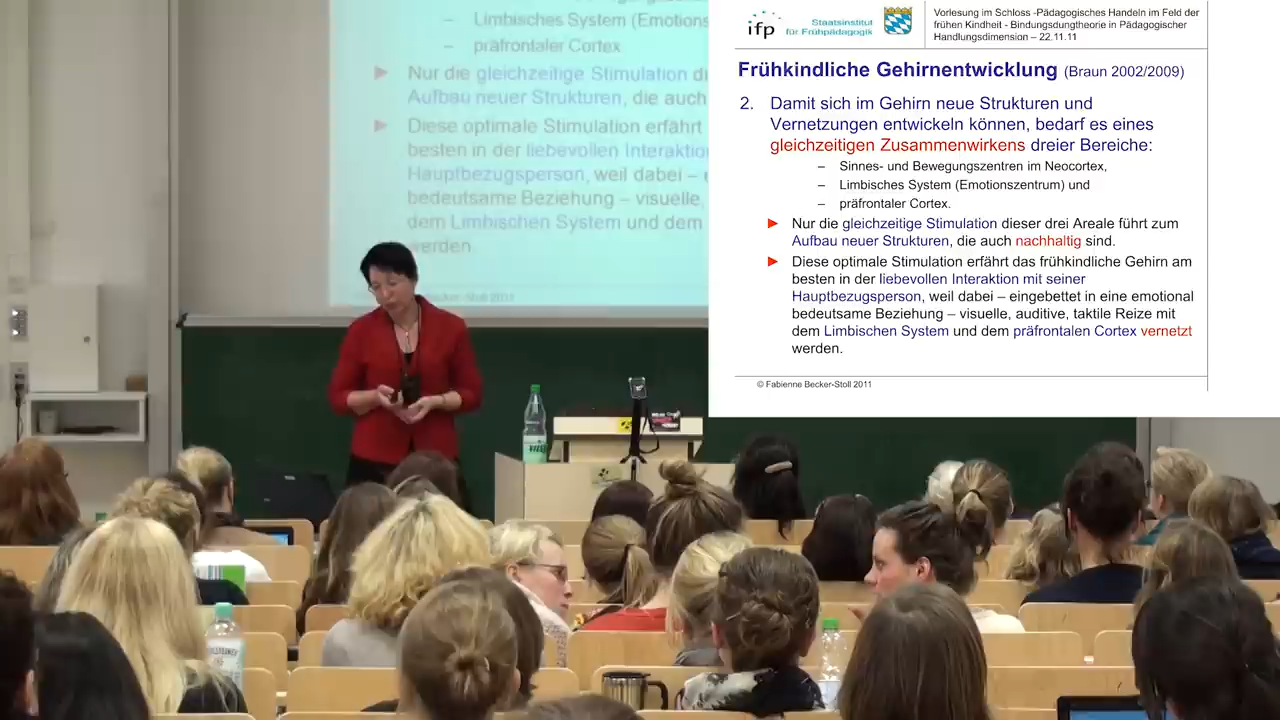 Limbisches System (Emotions
präfrontaler Cortex
Nur die gleichzeitige Stimulation di
Aufbau neuer Strukturen, die auch
Diese optimale Stimulation erfährt
besten in der liebevollen Interaktio
Hauptbezugsperson, weil dabei – e
bedeutsame Beziehung – visuelle,
dem Limbischen System und dem
werden
ifp
Staatsinstitut
für Frühpädagogik
Vorlesung im Schloss -Pädagogisches Handeln im Feld der
frühen Kindheit - Bindungsdungtheorie in Pädagogischer
Handlungsdimension – 22.11.11
Frühkindliche Gehirnentwicklung (Braun 2002/2009)
2. Damit sich im Gehirn neue Strukturen und
Vernetzungen entwickeln können, bedarf es eines
gleichzeitigen Zusammenwirkens dreier Bereiche:
– Sinnes- und Bewegungszentren im Neocortex,
– Limbisches System (Emotionszentrum) und
– präfrontaler Cortex.
Nur die gleichzeitige Stimulation dieser drei Areale führt zum
Aufbau neuer Strukturen, die auch nachhaltig sind.
Diese optimale Stimulation erfährt das frühkindliche Gehirn am
besten in der liebevollen Interaktion mit seiner
Hauptbezugsperson, weil dabei – eingebettet in eine emotional
bedeutsame Beziehung – visuelle, auditive, taktile Reize mit
dem Limbischen System und dem präfrontalen Cortex vernetzt
werden.
© Fabienne Becker-Stoll 2011